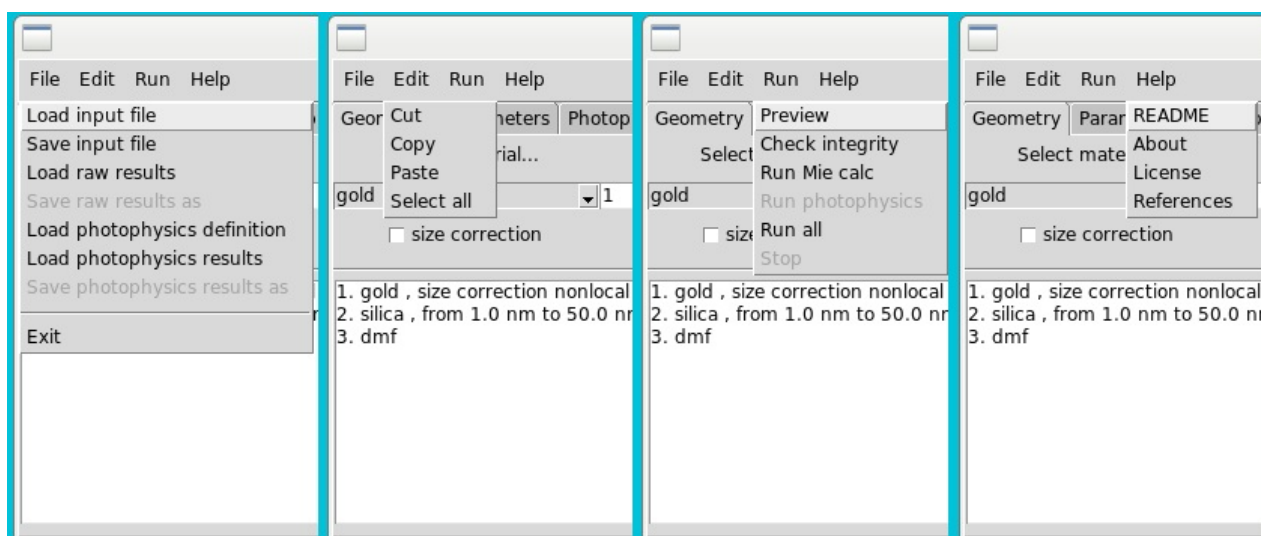 File Edit Run Help
Load input file
Save input file
Load raw results
Save raw results as
Load photophysics definition
Load photophysics results
Save photophysics results as
Exit
File Edit Run Help
Cut
Copy
Paste
Select all
gold
1
size correction
1. gold , size correction nonlocal
2. silica , from 1.0 nm to 50.0
3. dmf
File Edit Run Help
Geometry
Select
gold
Preview
Check integrity
Run Mie calc
Run photophysics
Run all
Stop
1. gold , size correction nonlocal
2. silica , from 1.0 nm to 50.0
3. dmf
File Edit Run Help
Geometry
Select
gold
size correction
README
About
License
References
1. gold , size correction nonlocal
2. silica , from 1.0 nm to 50.0
3. dmf